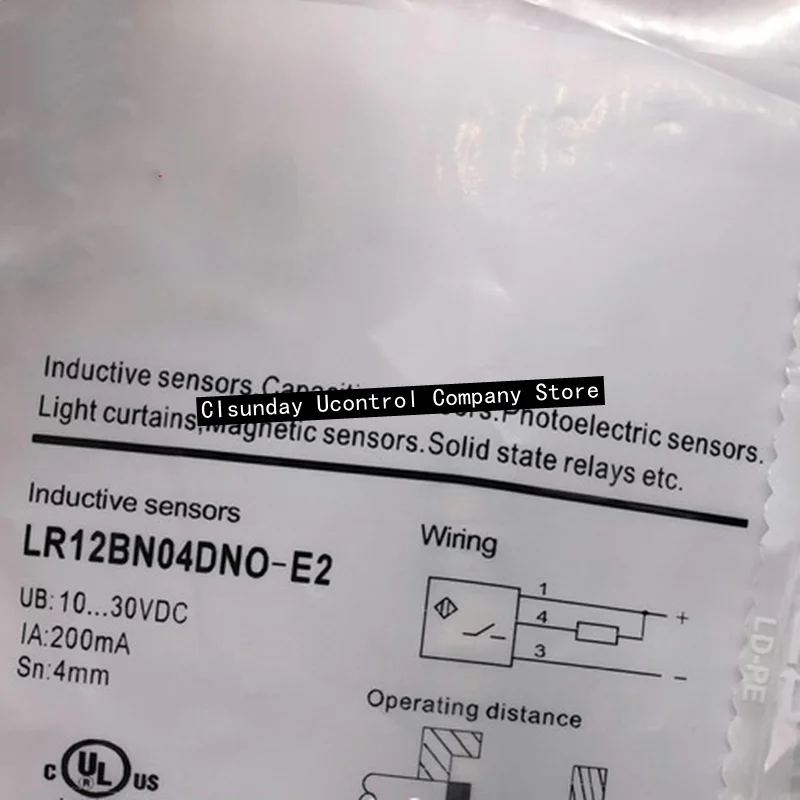 Inductive sensors.
Clsunday Ucontrol Company Store
Photoelectric sensors.
Light curtains, Magnetic sensors. Solid state relays etc.
Inductive sensors
LR12BN04DNO-E2
UB: 10...30VDC
IA:200mA
Sn:4mm
Wiring
1
4
3
+
−
Operating distance
C UL ® US
LD-PE